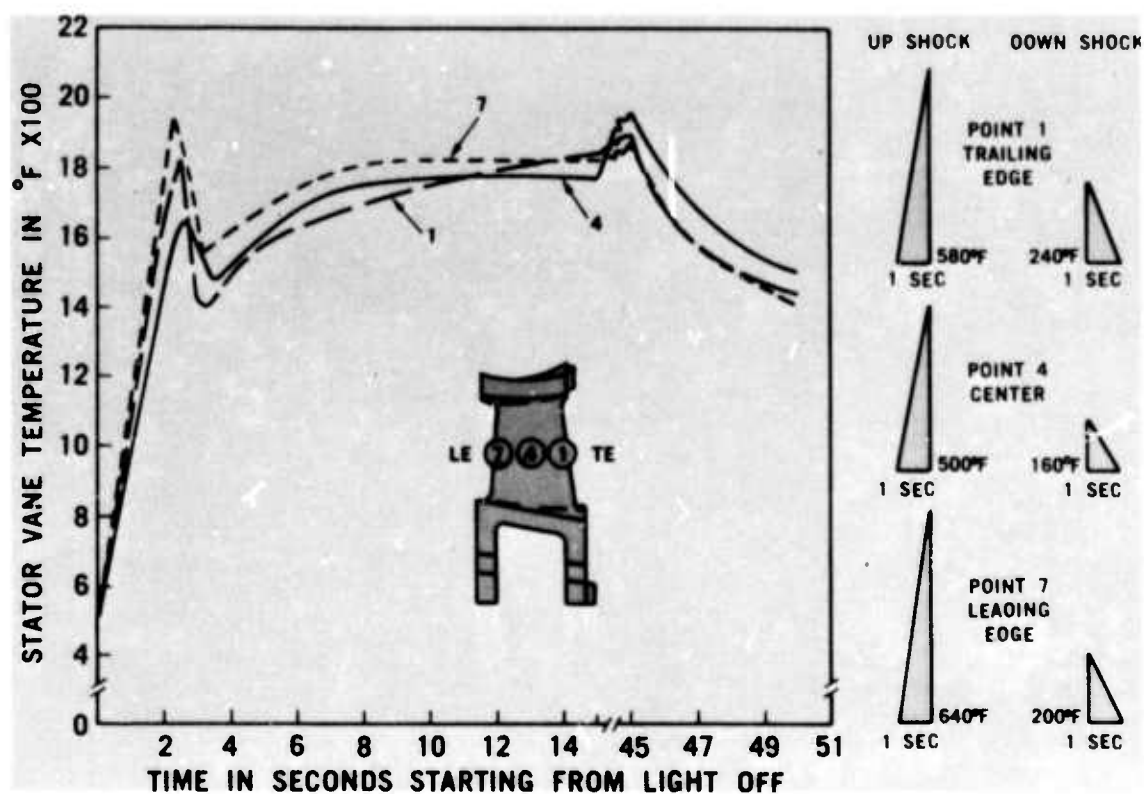 STATOR VANE TEMPERATURE IN °F X100
22
20
18
16
14
12
10
8
6
4
0
7
1
4
LE 7 4 1 TE
2 4 6 8 10 12 14 45 47 49 51
TIME IN SECONDS STARTING FROM LIGHT OFF
UP SHOCK DOWN SHOCK
POINT 1
TRAILING
EDGE
580°F 240°F
1 SEC 1 SEC
POINT 4
CENTER
500°F 160°F
1 SEC 1 SEC
POINT 7
LEADING
EDGE
640°F 200°F
1 SEC 1 SEC